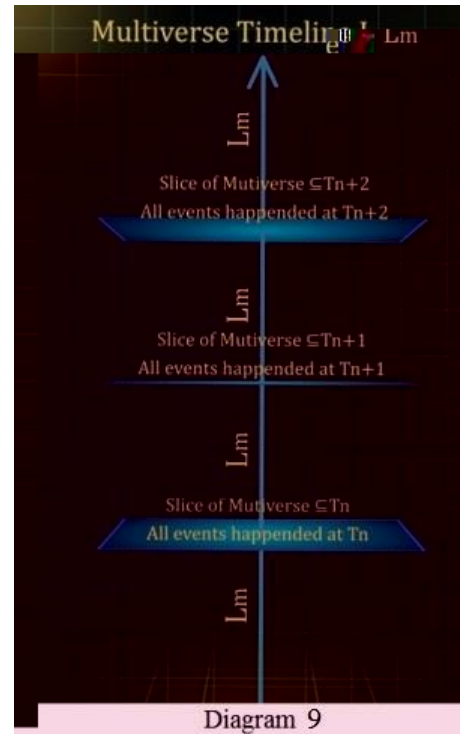 Multiverse Timeline Lm
Lm
Slice of Mutiverse ⊆Tn+2
All events happended at Tn+2
Lm
Slice of Mutiverse ⊆Tn+1
All events happended at Tn+1
Lm
Slice of Mutiverse ⊆Tn
All events happended at Tn
Lm
Diagram 9